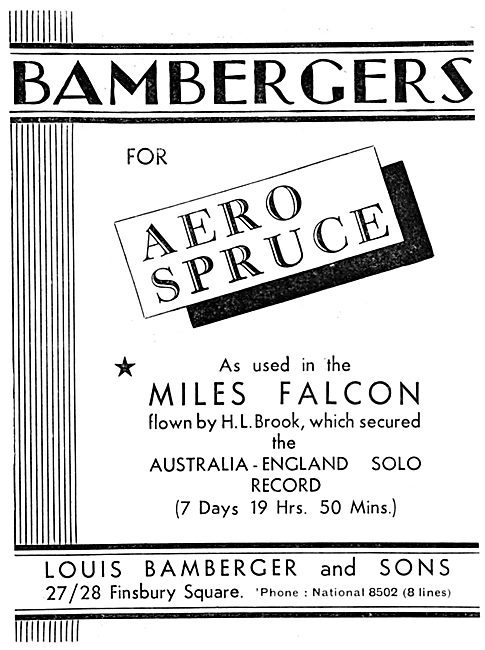 BAMBERGERS
FOR
AERO
SPRUCE
As used in the
MILES FALCON
flown by H.L.Brook, which secured
the
AUSTRALIA - ENGLAND SOLO
RECORD
(7 Days 19 Hrs. 50 Mins.)
LOUIS BAMBERGER and SONS
27/28 Finsbury Square. 'Phone : National 8502 (8 lines)